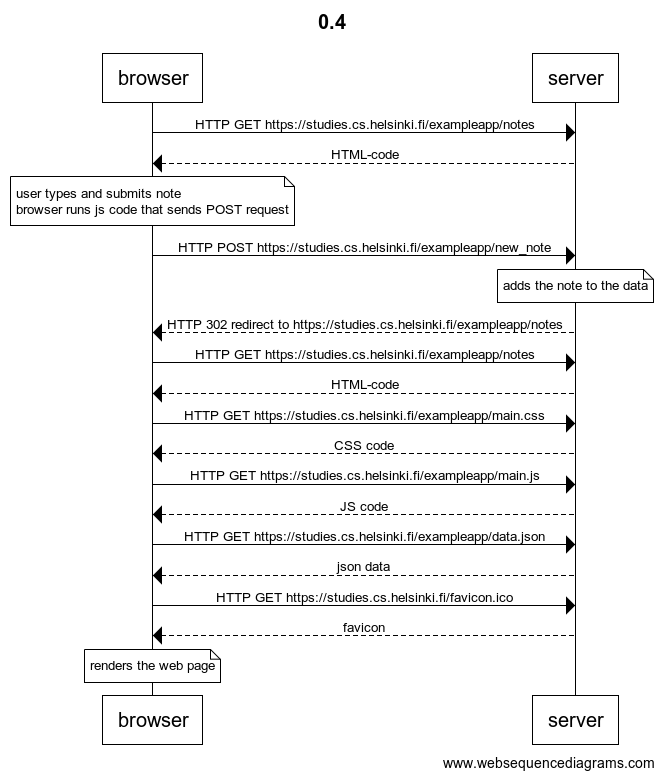 0.4
browser
server
HTTP GET https://studies.cs.helsinki.fi/exampleapp/notes
HTML-code
user types and submits note
browser runs js code that sends POST request
HTTP POST https://studies.cs.helsinki.fi/exampleapp/new_note
adds the note to the data
HTTP 302 redirect to https://studies.cs.helsinki.fi/exampleapp/notes
HTTP GET https://studies.cs.helsinki.fi/exampleapp/notes
HTML-code
HTTP GET https://studies.cs.helsinki.fi/exampleapp/main.css
CSS code
HTTP GET https://studies.cs.helsinki.fi/exampleapp/main.js
JS code
HTTP GET https://studies.cs.helsinki.fi/exampleapp/data.json
json data
HTTP GET https://studies.cs.helsinki.fi/favicon.ico
favicon
renders the web page
browser
server
www.websequencediagrams.com